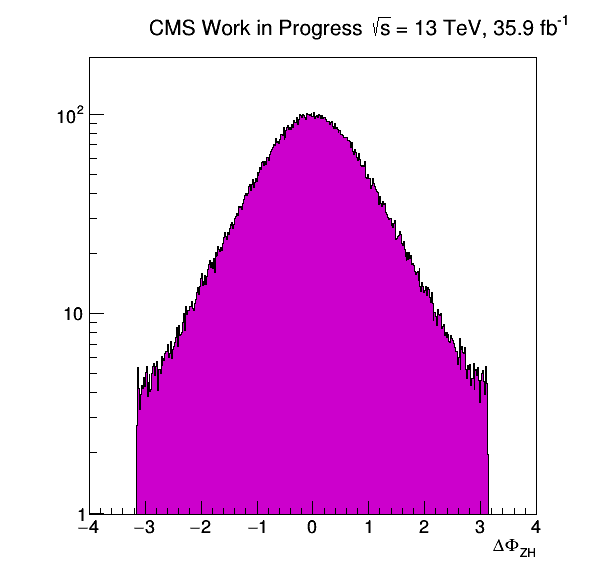 CMS Work in Progress √s = 13 TeV, 35.9 fb⁻¹
10²
10
1
−4 −3 −2 −1 0 1 2 3 4
ΔΦ_ZH